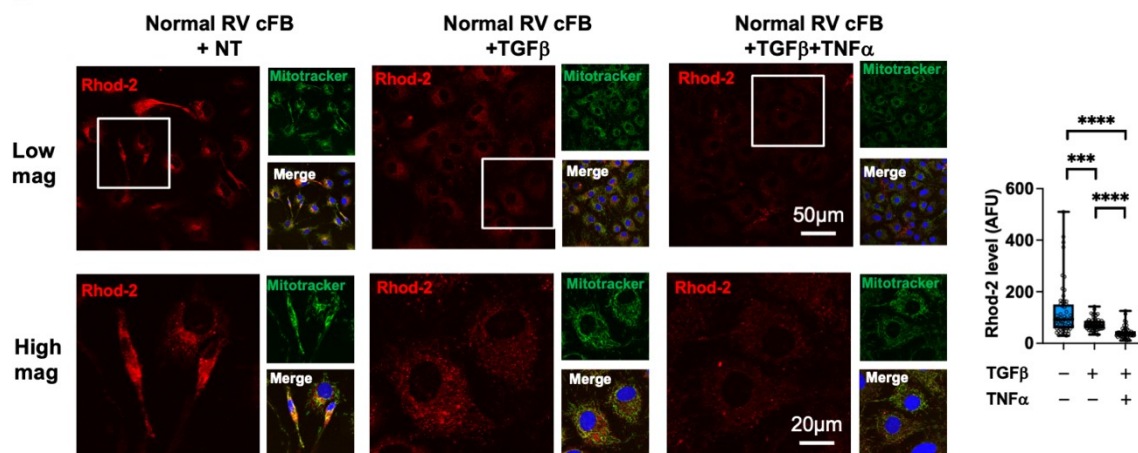 Normal RV cFB
+ NT
Normal RV cFB
+TGFβ
Normal RV cFB
+TGFβ+TNFα
Low
mag
Rhod-2
Mitotracker
Merge
Rhod-2
Mitotracker
Merge
Rhod-2
50μm
Mitotracker
Merge
High
mag
Rhod-2
Mitotracker
Merge
Rhod-2
Mitotracker
Merge
Rhod-2
20μm
Mitotracker
Merge
****
***
****
Rhod-2 level (AFU)
600
400
200
0
TGFβ − + +
TNFα − − +